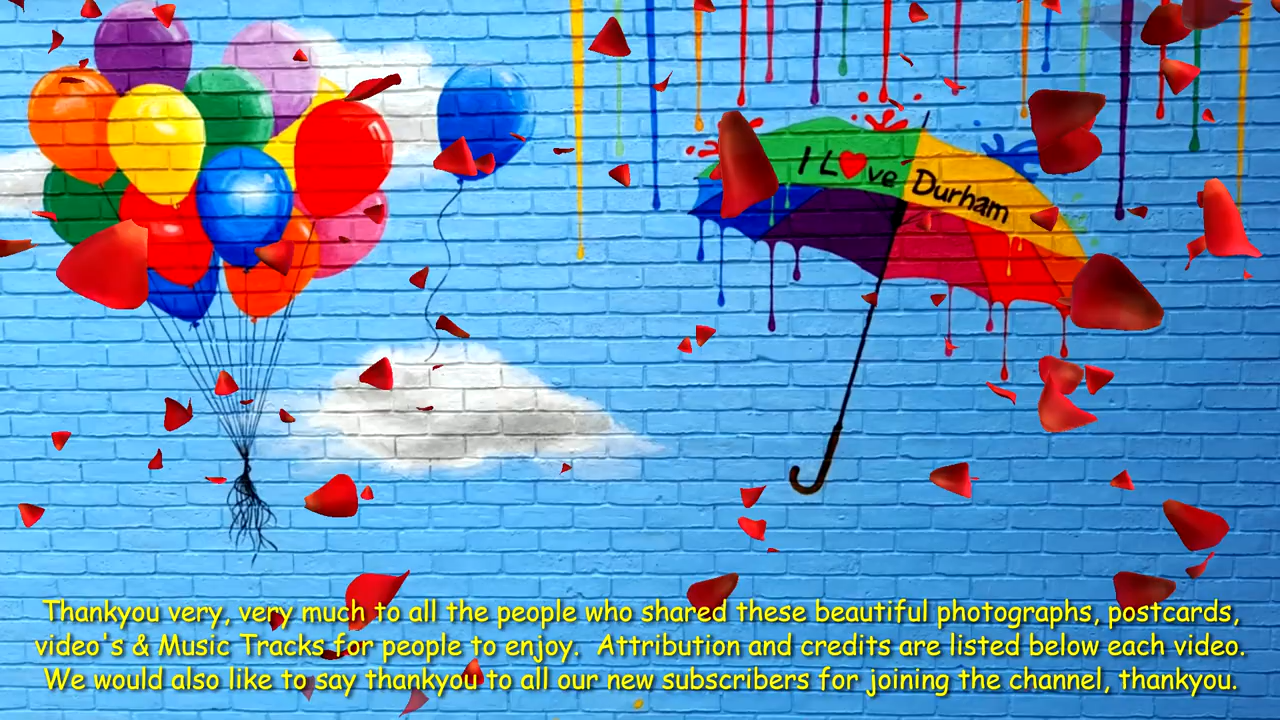 I Love Durham
Thankyou very, very much to all the people who shared these beautiful photographs, postcards,
video's & Music Tracks for people to enjoy. Attribution and credits are listed below each video.
We would also like to say thankyou to all our new subscribers for joining the channel, thankyou.